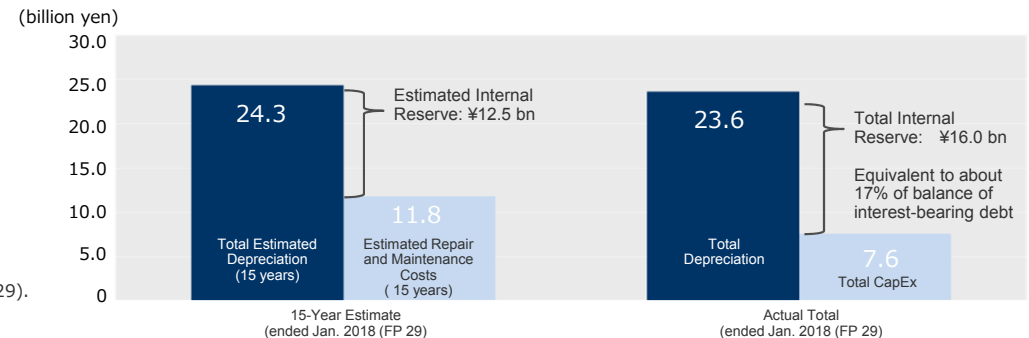 (billion yen)
30.0
25.0
20.0
15.0
10.0
5.0
0
24.3
Total Estimated
Depreciation
(15 years)
Estimated Internal
Reserve: ¥12.5 bn
11.8
Estimated Repair
and Maintenance
Costs
( 15 years)
15-Year Estimate
(ended Jan. 2018 (FP 29)
23.6
Total
Depreciation
Total Internal
Reserve: ¥16.0 bn
Equivalent to about
17% of balance of
interest-bearing debt
7.6
Total CapEx
Actual Total
(ended Jan. 2018 (FP 29)
29).